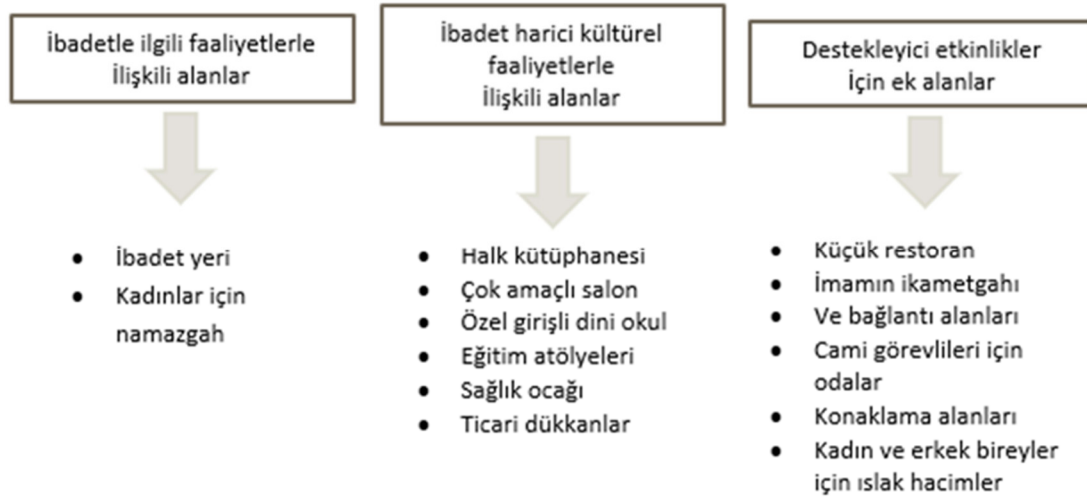 İbadetle ilgili faaliyetlerle
İlişkili alanlar
• İbadet yeri
• Kadınlar için
namazgah
İbadet harici kültürel
faaliyetlerle
İlişkili alanlar
• Halk kütüphanesi
• Çok amaçlı salon
• Özel girişli dini okul
• Eğitim atölyeleri
• Sağlık ocağı
• Ticari dükkanlar
Destekleyici etkinlikler
İçin ek alanlar
• Küçük restoran
• İmamın ikametgahı
• Ve bağlantı alanları
• Cami görevlileri için
odalar
• Konaklama alanları
• Kadın ve erkek bireyler
için ıslak hacimler